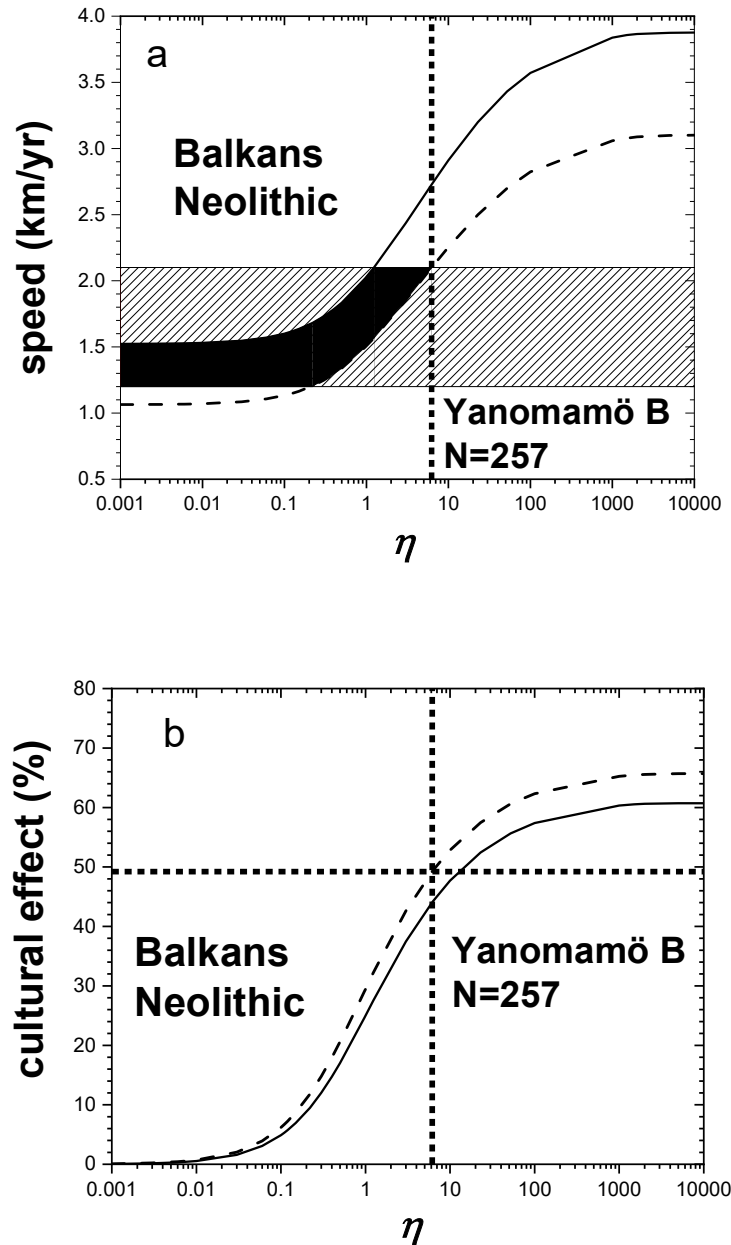 a
4.0
3.5
3.0
2.5
2.0
1.5
1.0
0.5
speed (km/yr)
Balkans
Neolithic
Yanomamö B
N=257
0.001 0.01 0.1 1 10 100 1000 10000
η
b
80
70
60
50
40
30
20
10
0
cultural effect (%)
Balkans
Neolithic
Yanomamö B
N=257
0.001 0.01 0.1 1 10 100 1000 10000
η